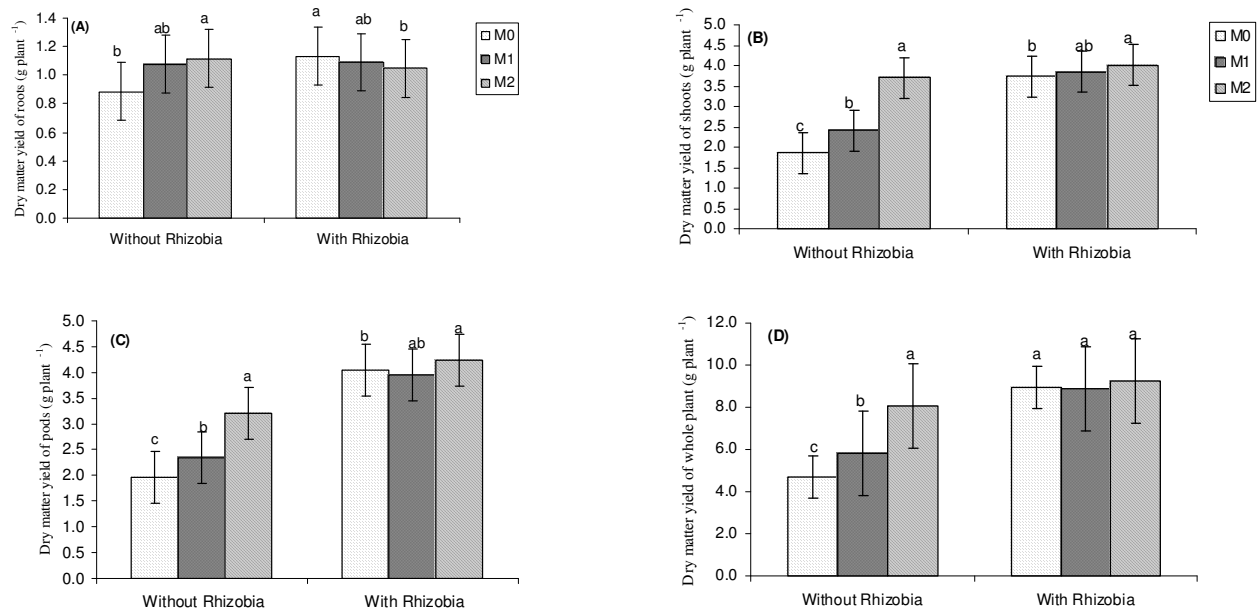 (A)
Dry matter yield of roots (g plant ⁻¹)
1.4
1.2
1.0
0.8
0.6
0.4
0.2
0.0
b
ab
a
a
ab
b
Without Rhizobia
With Rhizobia
M0
M1
M2
(B)
Dry matter yield of shoots (g plant ⁻¹)
5.0
4.5
4.0
3.5
3.0
2.5
2.0
1.5
1.0
0.5
0.0
c
b
a
b
ab
a
Without Rhizobia
With Rhizobia
M0
M1
M2
(C)
Dry matter yield of pods (g plant ⁻¹)
5.0
4.5
4.0
3.5
3.0
2.5
2.0
1.5
1.0
0.5
0.0
c
b
a
b
ab
a
Without Rhizobia
With Rhizobia
(D)
Dry matter yield of whole plant (g plant ⁻¹)
12.0
10.0
8.0
6.0
4.0
2.0
0.0
c
b
a
a
a
a
Without Rhizobia
With Rhizobia